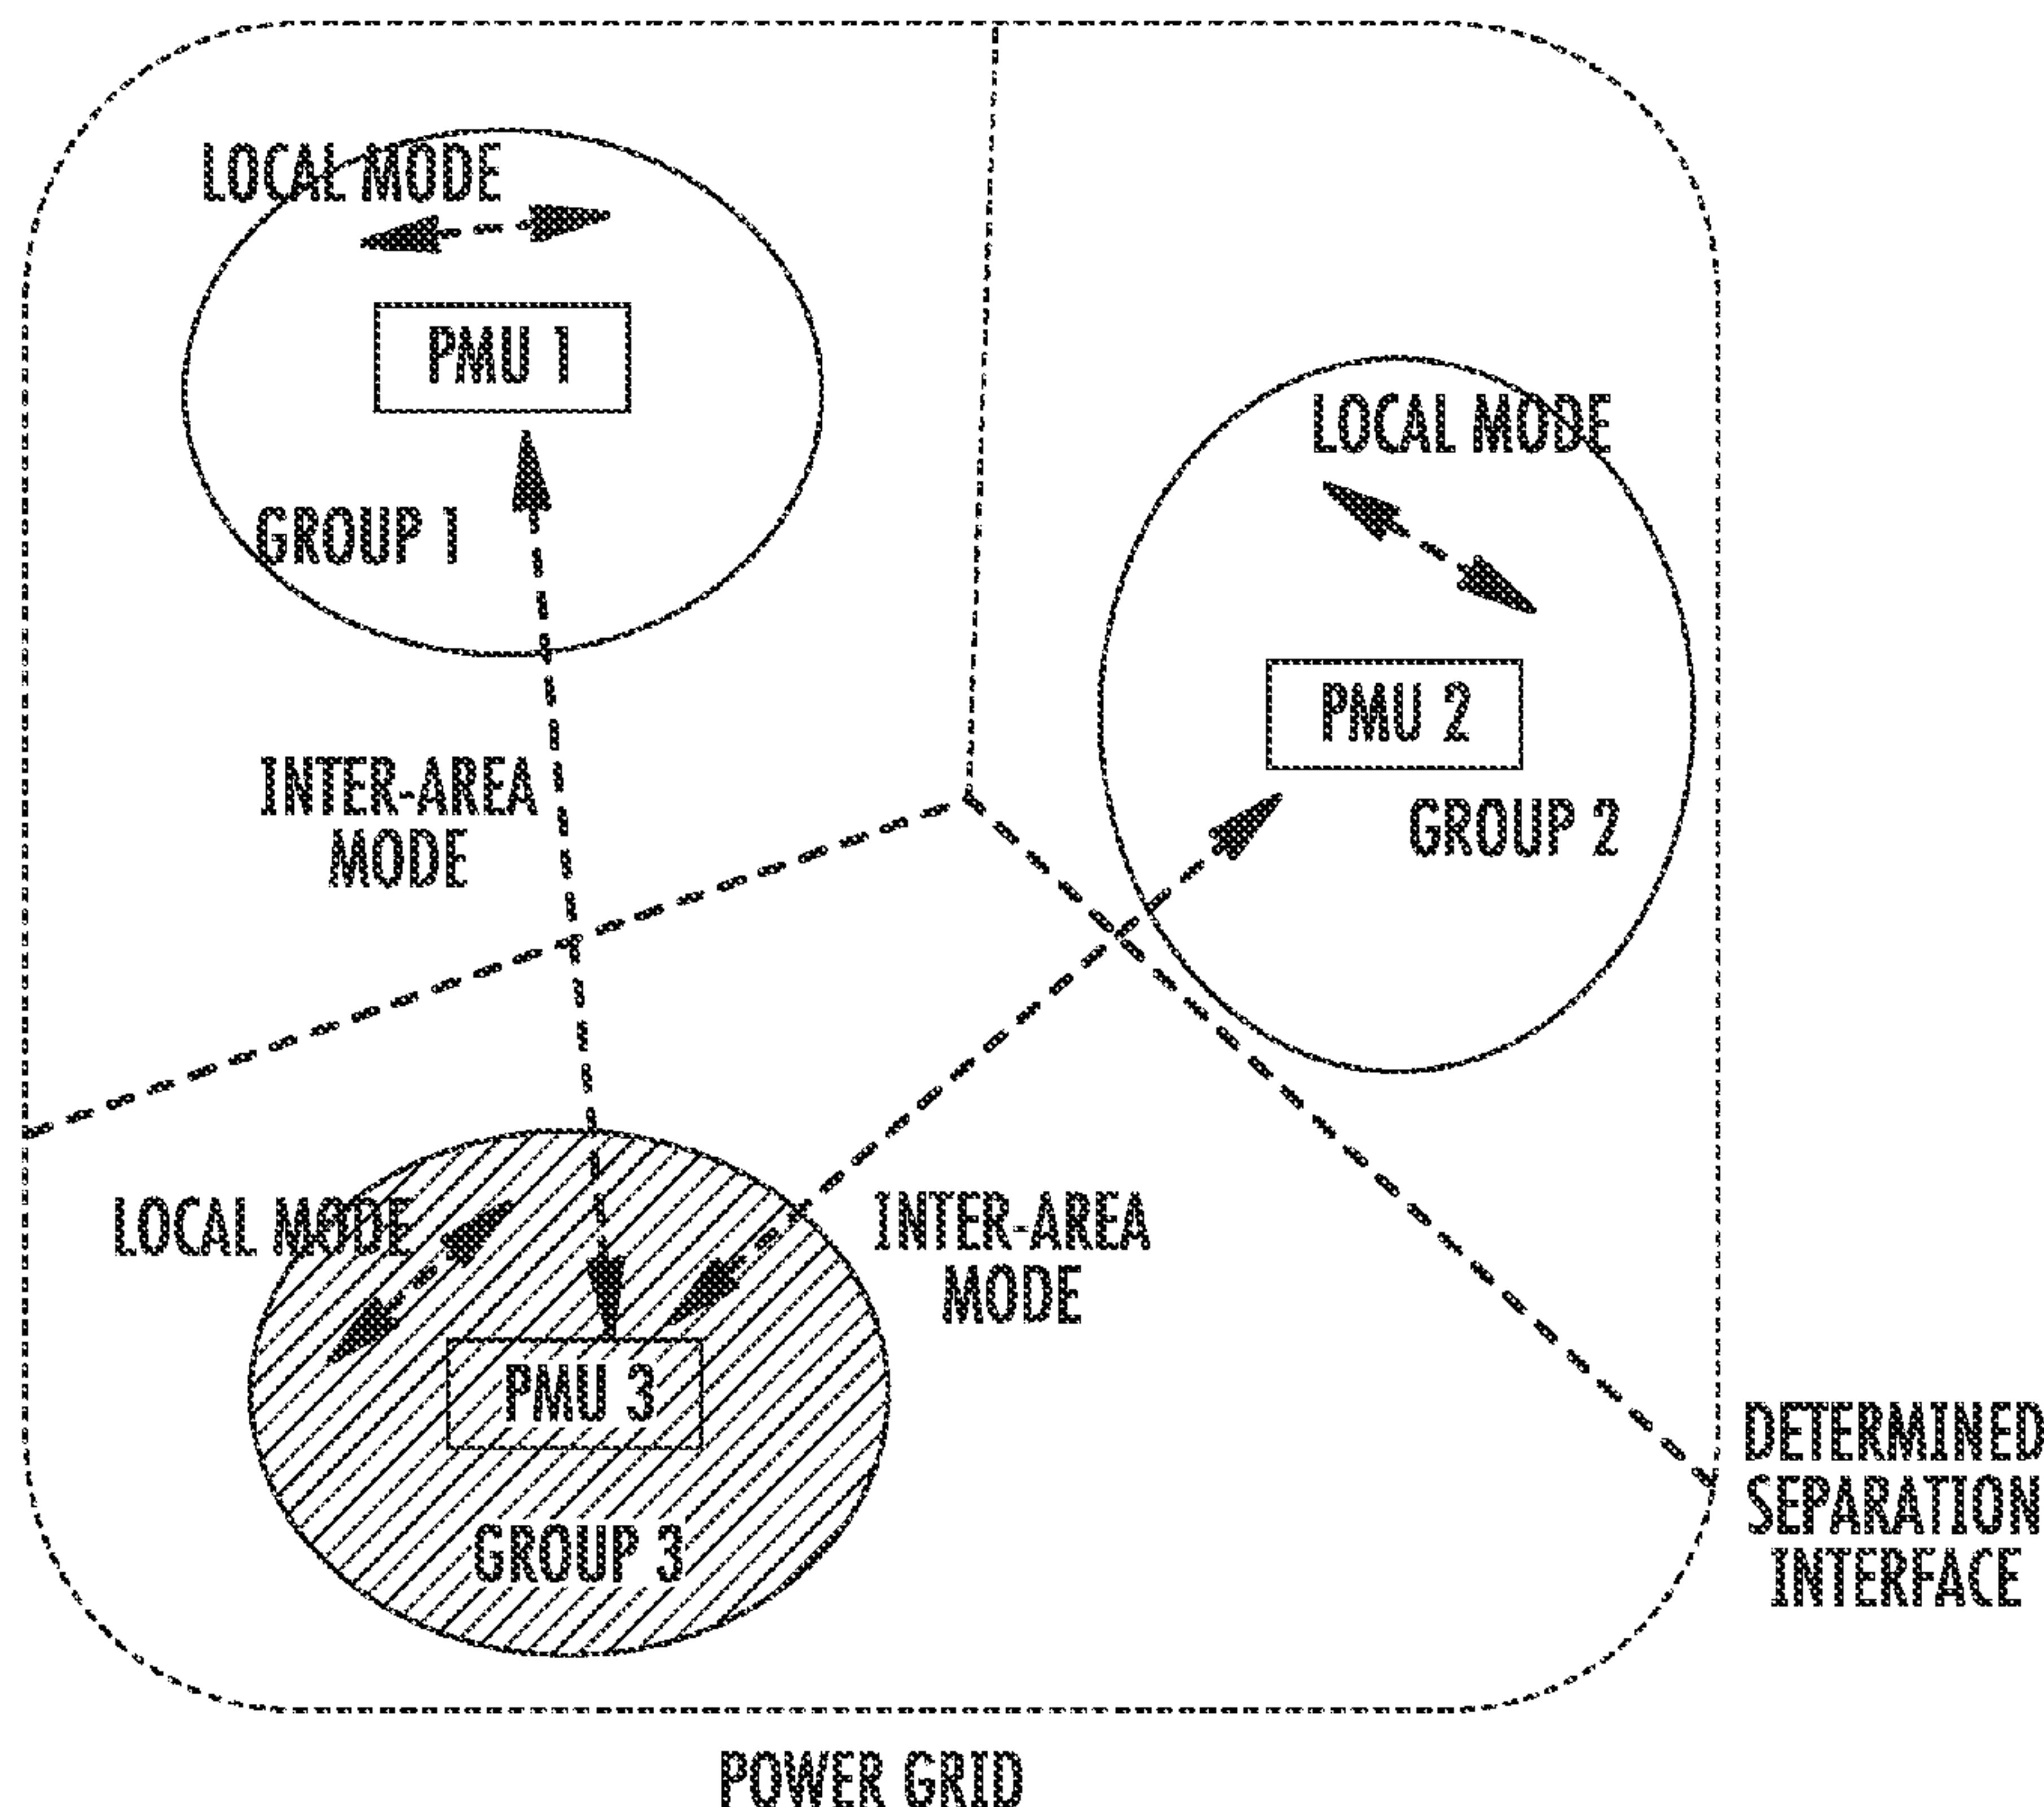 LOCAL MODE
PMU 1
GROUP 1
LOCAL MODE
PMU 2
GROUP 2
INTER-AREA
MODE
LOCAL MODE
INTER-AREA
MODE
PMU 3
GROUP 3
DETERMINED
SEPARATION
INTERFACE
POWER GRID